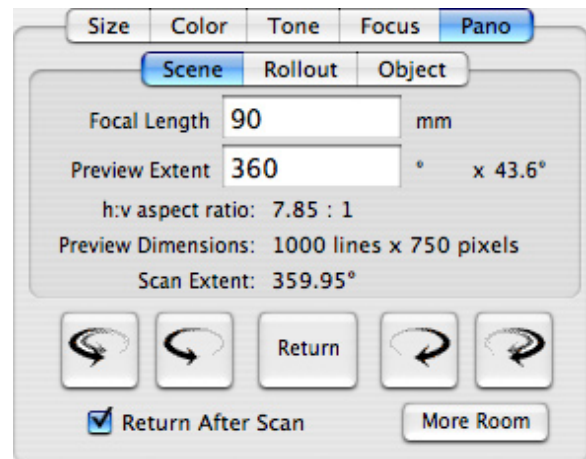 Size Color Tone Focus Pano
Scene Rollout Object
Focal Length 90 mm
Preview Extent 360 ° x 43.6°
h:v aspect ratio: 7.85 : 1
Preview Dimensions: 1000 lines x 750 pixels
Scan Extent: 359.95°
Return
Return After Scan More Room